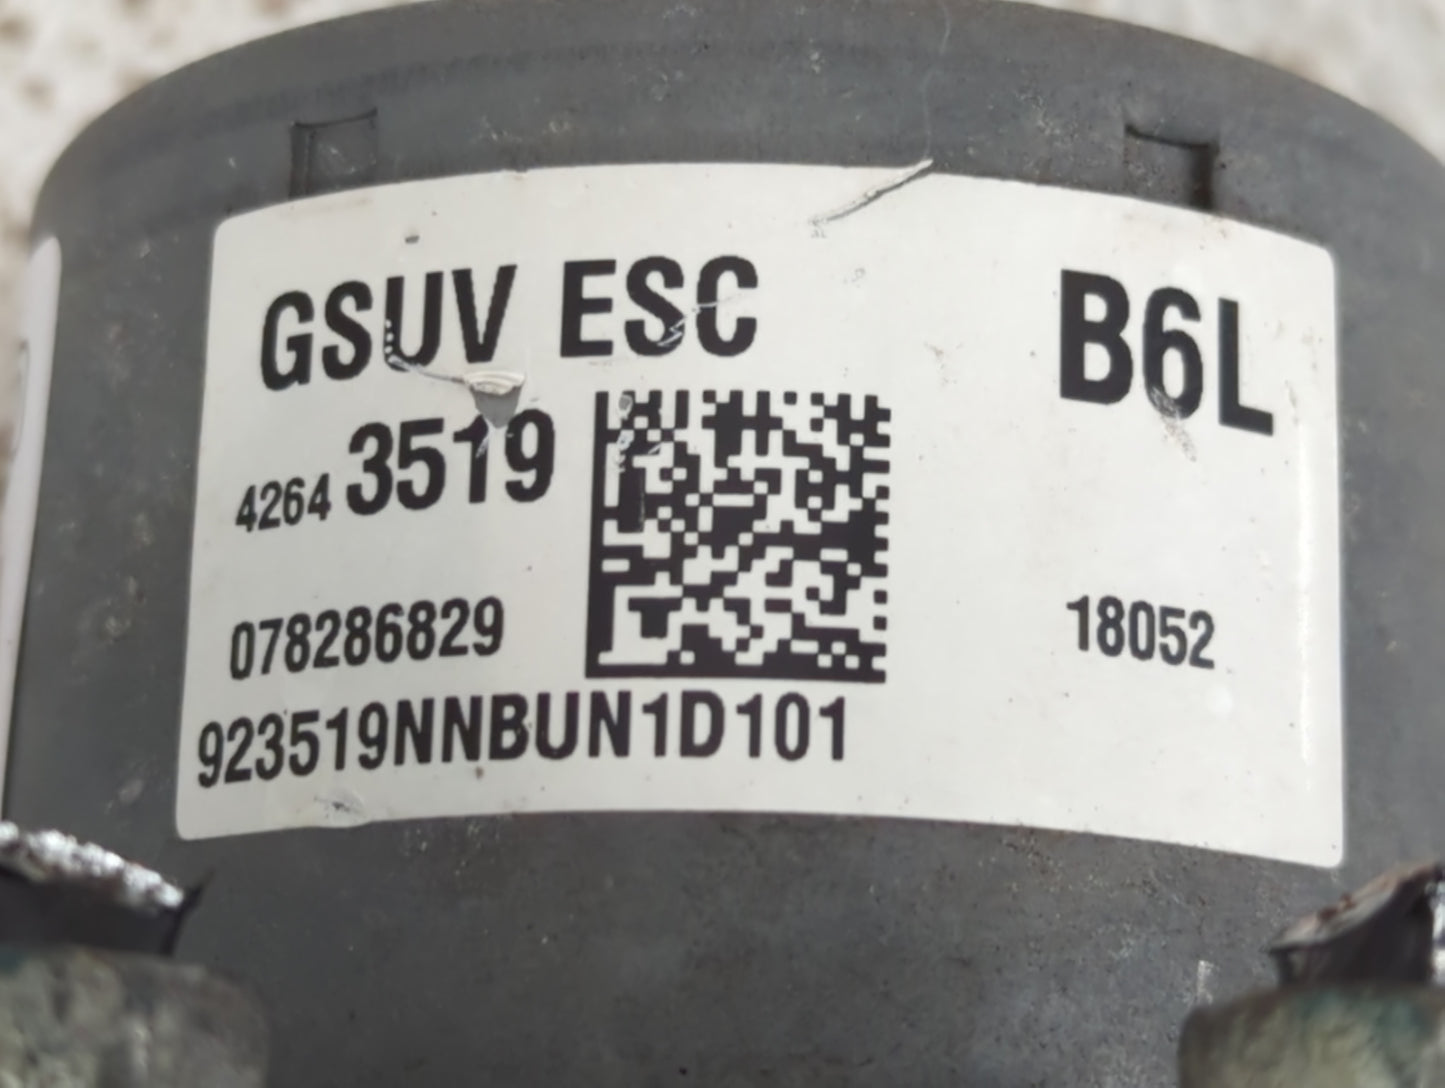 GSUV ESC B6L
4264 3519
078286829 18052
923519NNBUN1D101